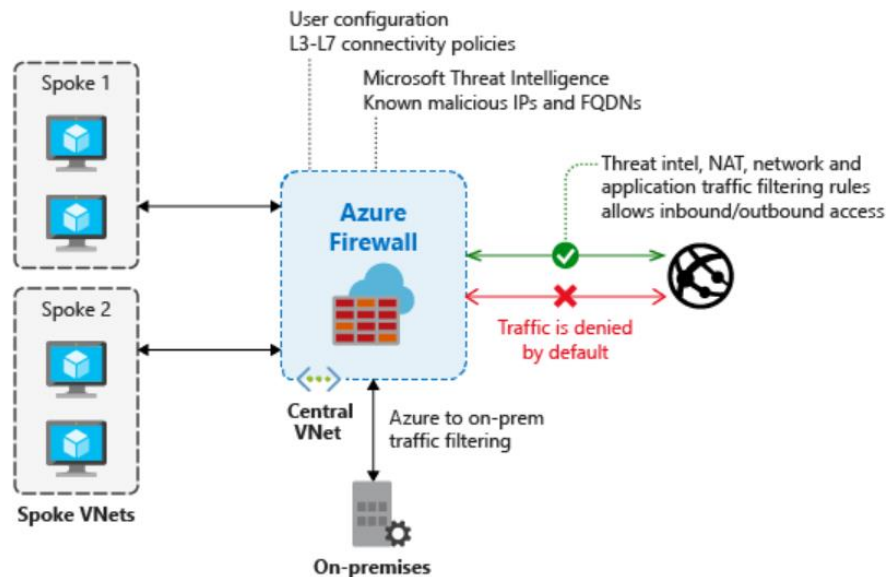 User configuration
L3-L7 connectivity policies
Microsoft Threat Intelligence
Known malicious IPs and FQDNs
Spoke 1
Threat intel, NAT, network and
application traffic filtering rules
allows inbound/outbound access
Azure
Firewall
Spoke 2
Traffic is denied
by default
Central
VNet
Azure to on-prem
traffic filtering
Spoke VNets
On-premises